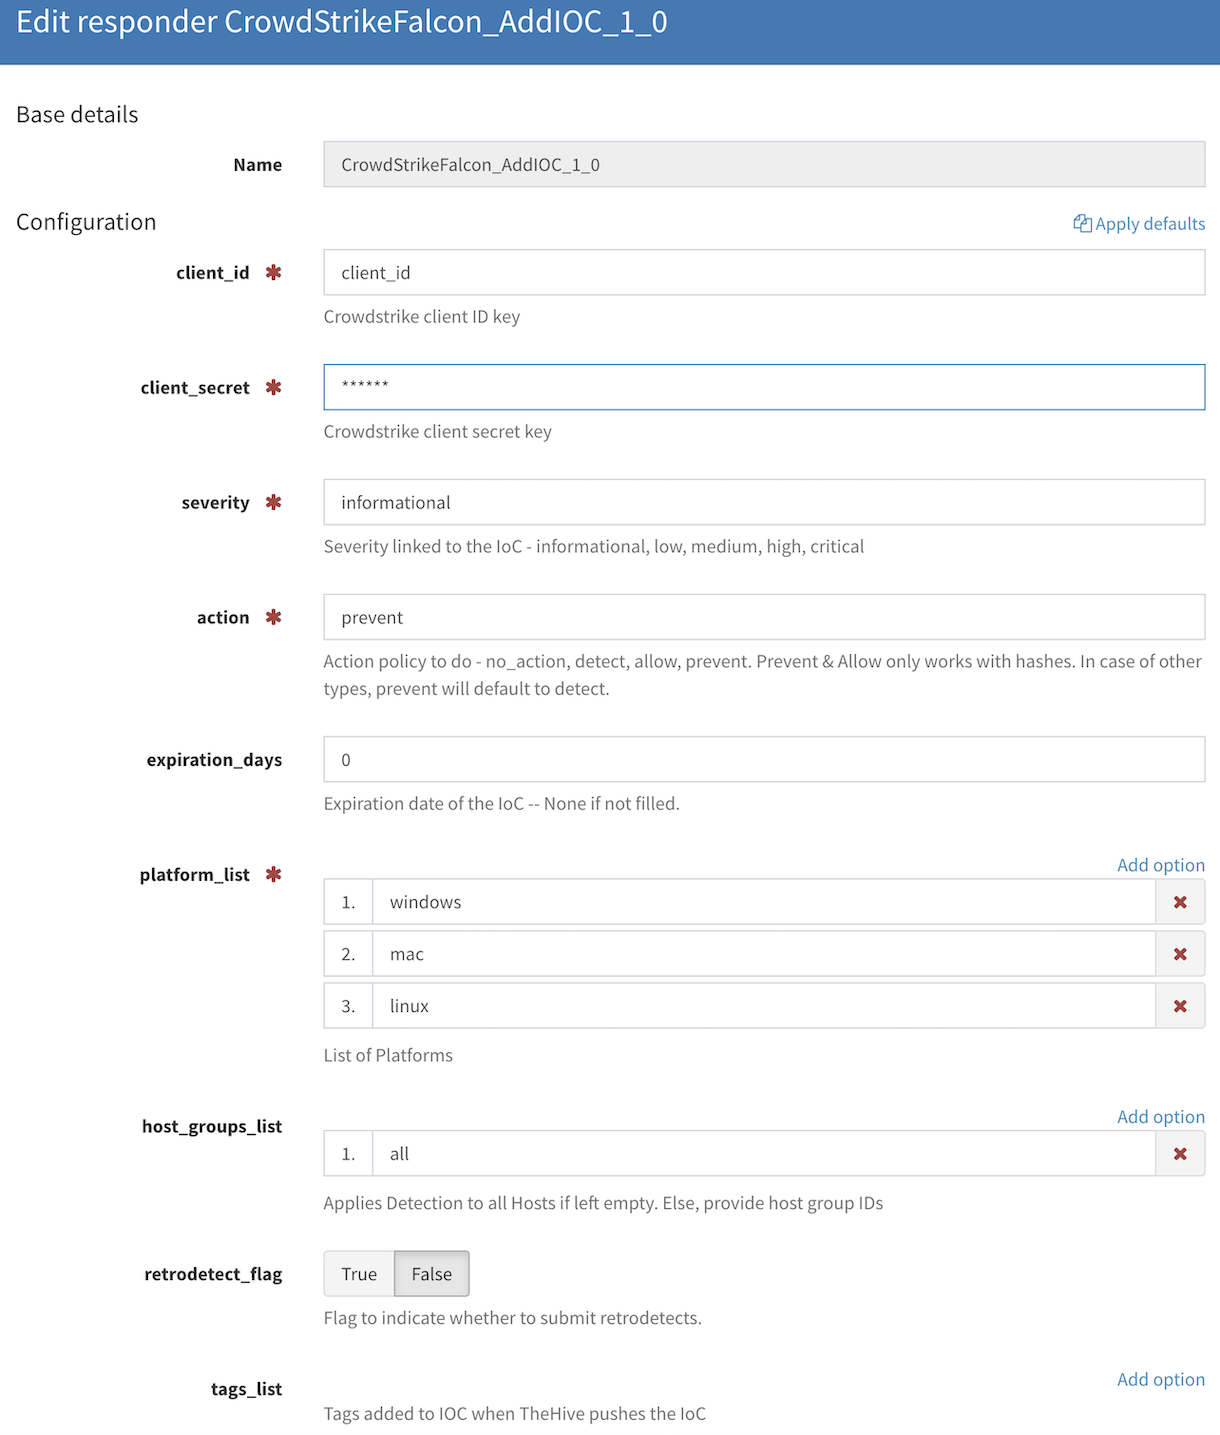 Edit responder CrowdStrikeFalcon_AddIOC_1_0
Base details
Name
CrowdStrikeFalcon_AddIOC_1_0
Configuration
Apply defaults
client_id
client_id
Crowdstrike client ID key
client_secret
******
Crowdstrike client secret key
severity
informational
Severity linked to the IoC - informational, low, medium, high, critical
action
prevent
Action policy to do - no_action, detect, allow, prevent. Prevent & Allow only works with hashes. In case of other
types, prevent will default to detect.
expiration_days
0
Expiration date of the IoC -- None if not filled.
platform_list
Add option
1. windows
2. mac
3. linux
List of Platforms
host_groups_list
Add option
1. all
Applies Detection to all Hosts if left empty. Else, provide host group IDs
retrodetect_flag
True False
Flag to indicate whether to submit retrodetects.
tags_list
Add option
Tags added to IOC when TheHive pushes the IoC